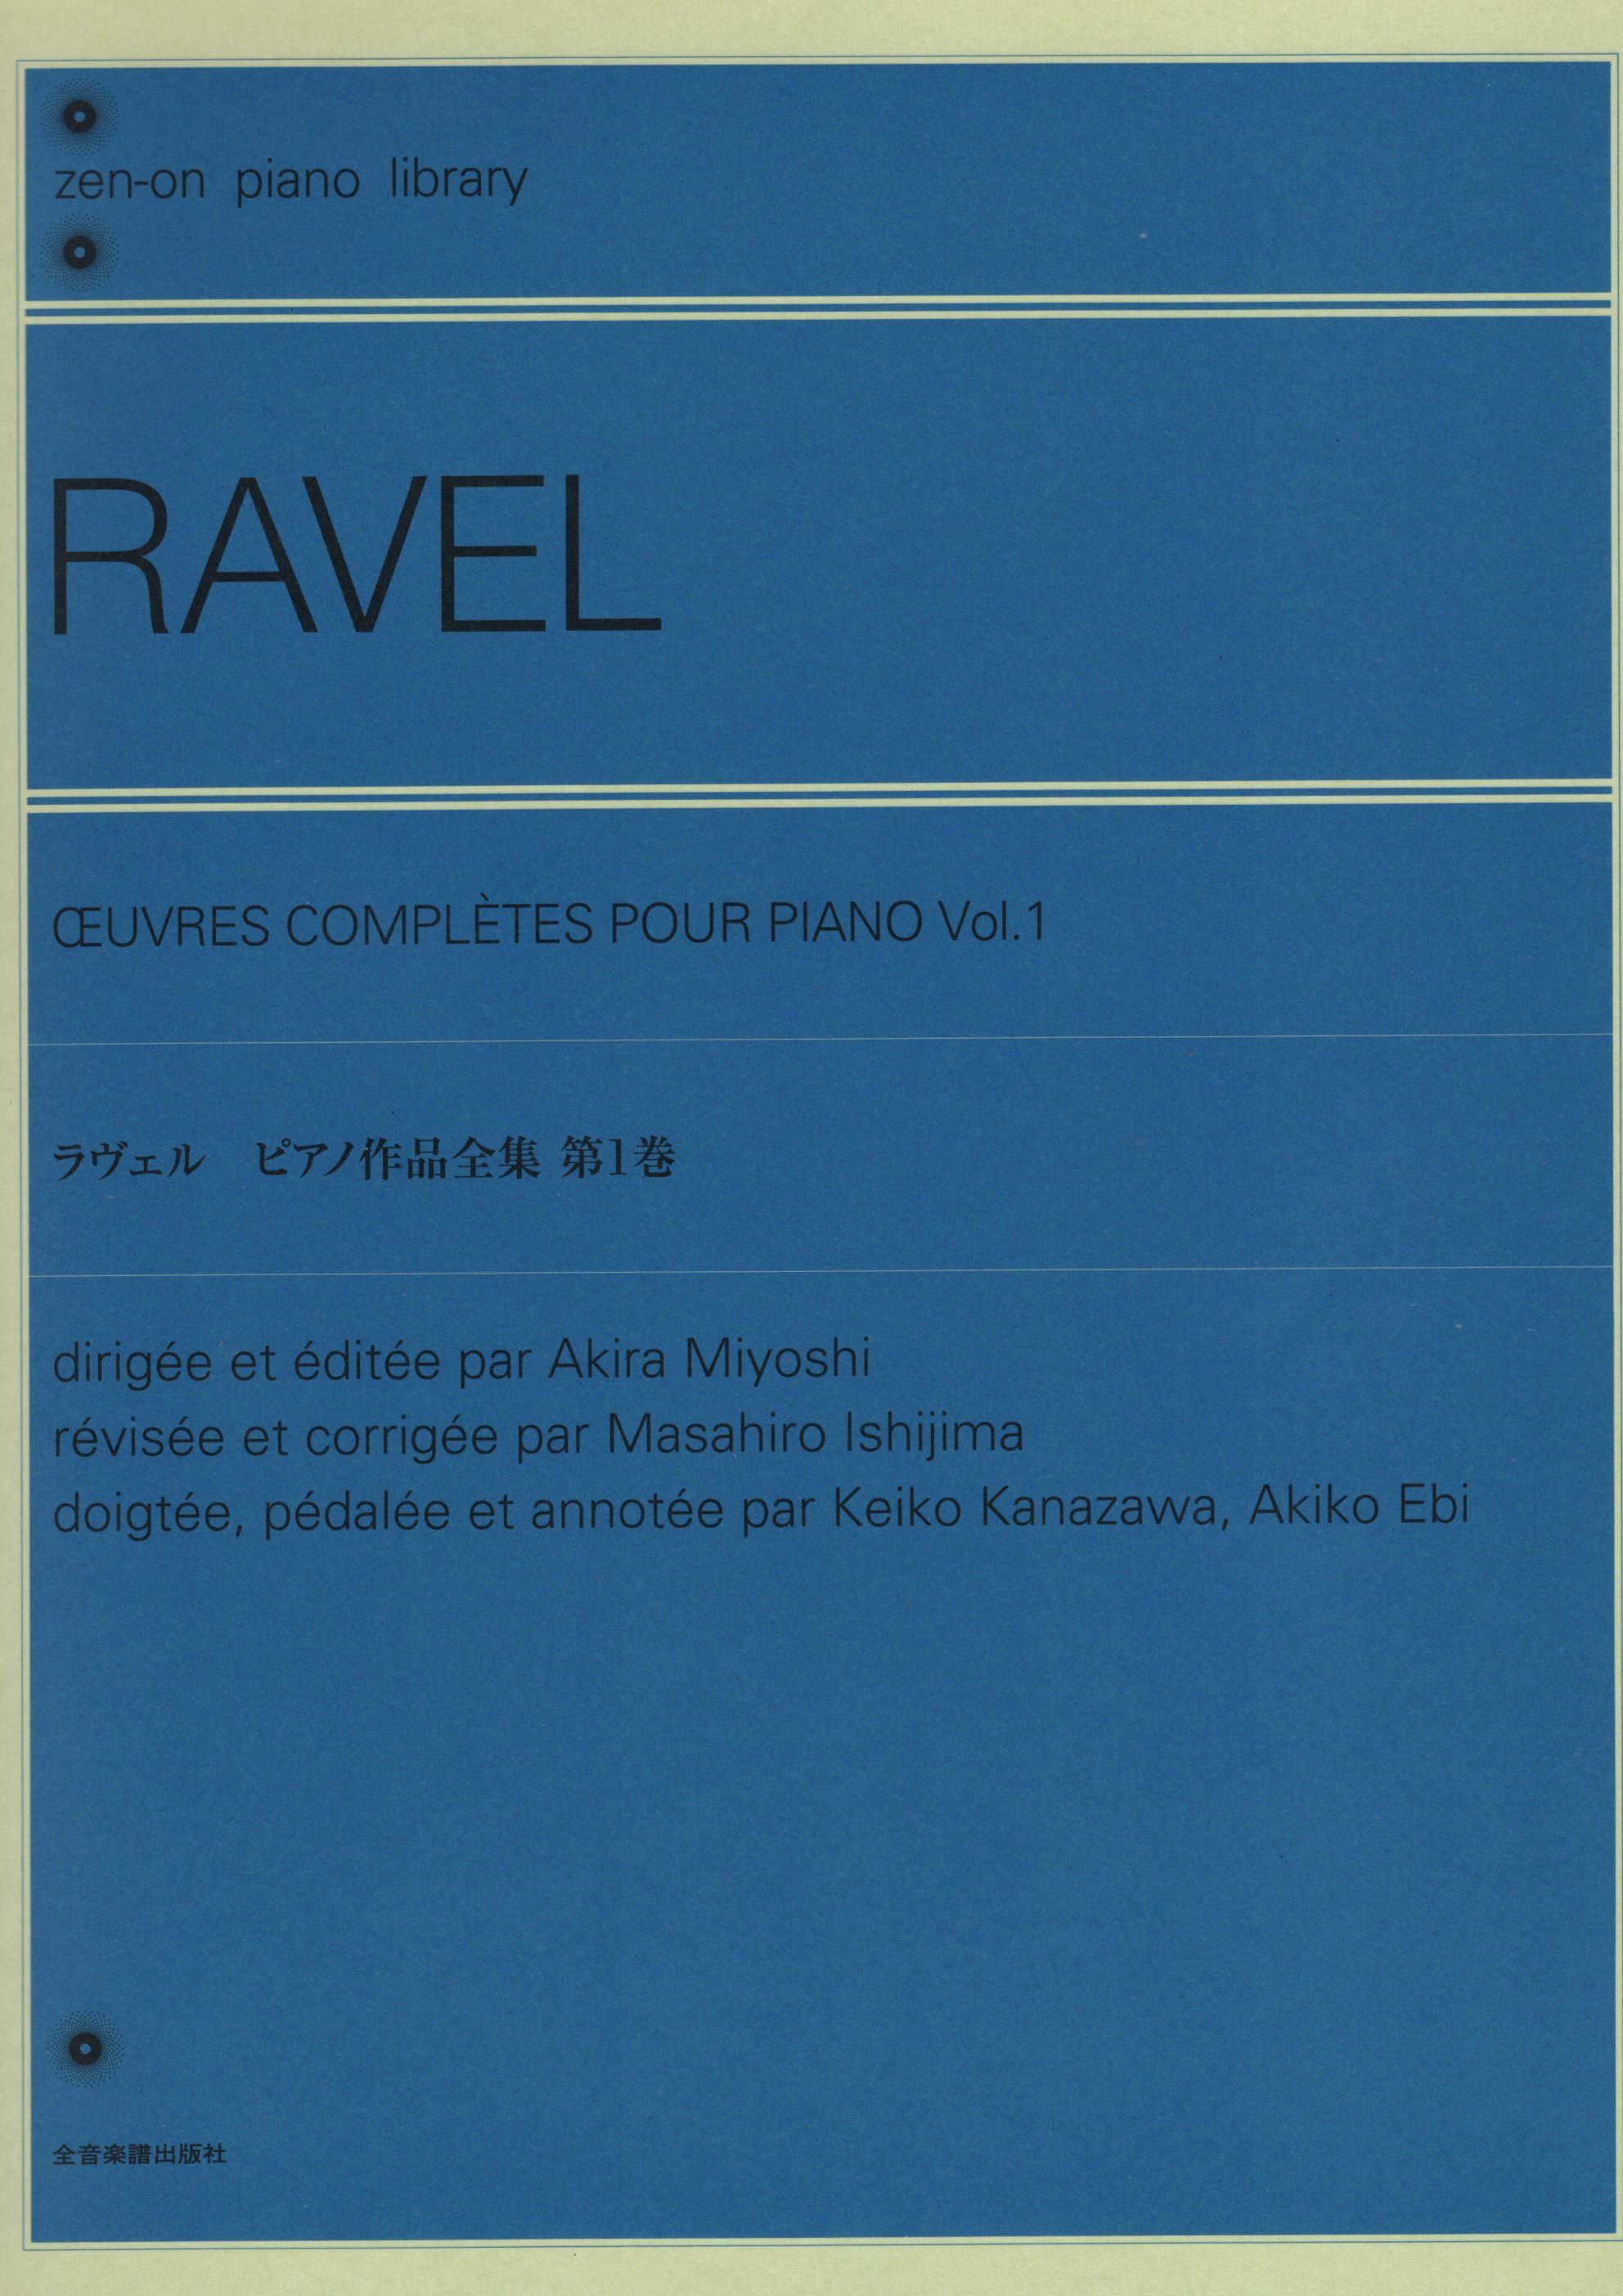 zen-on piano library
RAVEL
ŒUVRES COMPLÈTES POUR PIANO Vol.1
ラヴェル　ピアノ作品全集 第1巻
dirigée et éditée par Akira Miyoshi
révisée et corrigée par Masahiro Ishijima
doigtée, pédalée et annotée par Keiko Kanazawa, Akiko Ebi
全音楽譜出版社